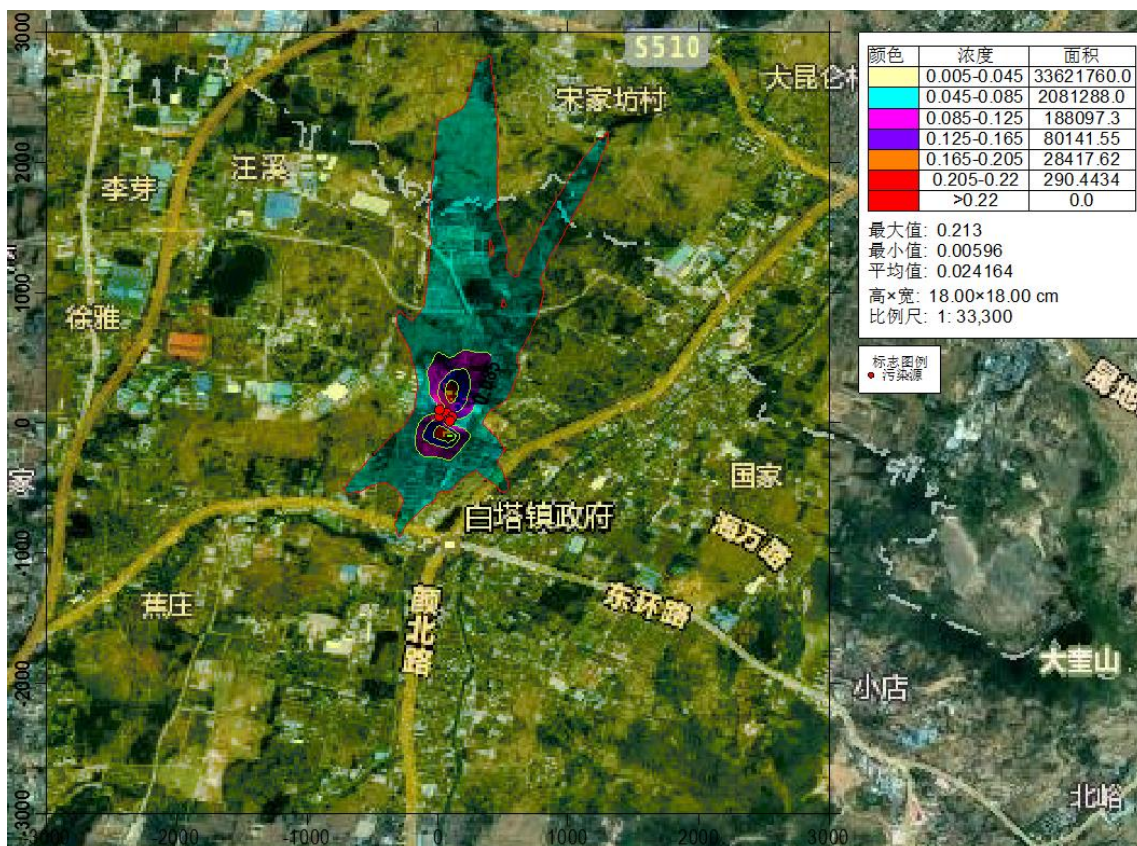 3000
S510
大昆仑村
宋家坊村
汪溪
李芽
2000
1000
徐雅
0.085
0
国家
白塔镇政府
海万路
-1000
蕉庄
东环路
颜北路
大奎山
小店
-2000
北峪
-3000
-3000 -2000 -1000 0 1000 2000 3000
颜色 浓度 面积
0.005-0.045 33621760.0
0.045-0.085 2081288.0
0.085-0.125 188097.3
0.125-0.165 80141.55
0.165-0.205 28417.62
0.205-0.22 290.4434
>0.22 0.0
最大值: 0.213
最小值: 0.00596
平均值: 0.024164
高×宽: 18.00×18.00 cm
比例尺: 1: 33,300
标志图例
污染源